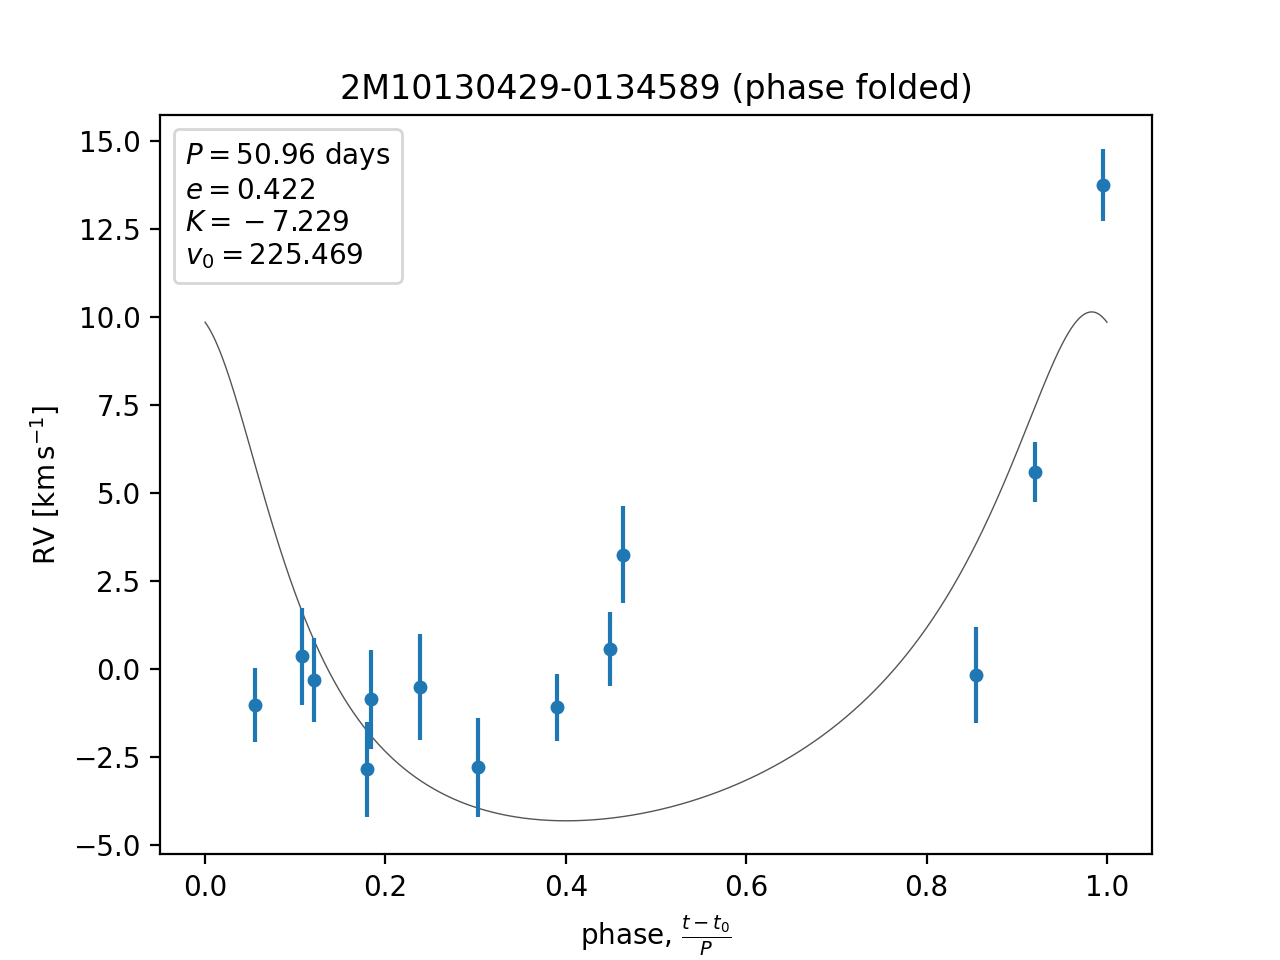 2M10130429-0134589 (phase folded)
P = 50.96 days
e = 0.422
K = −7.229
v₀ = 225.469
RV [km s⁻¹]
15.0
12.5
10.0
7.5
5.0
2.5
0.0
−2.5
−5.0
0.0 0.2 0.4 0.6 0.8 1.0
phase, (t − t₀)/P